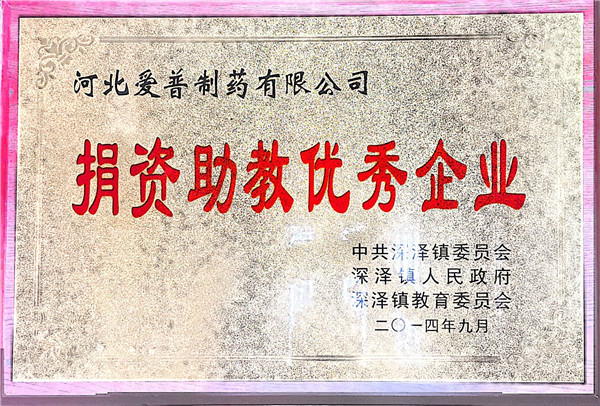 河北爱普制药有限公司
捐资助教优秀企业
中共深泽镇委员会
深泽镇人民政府
深泽镇教育委员会
二〇一四年九月